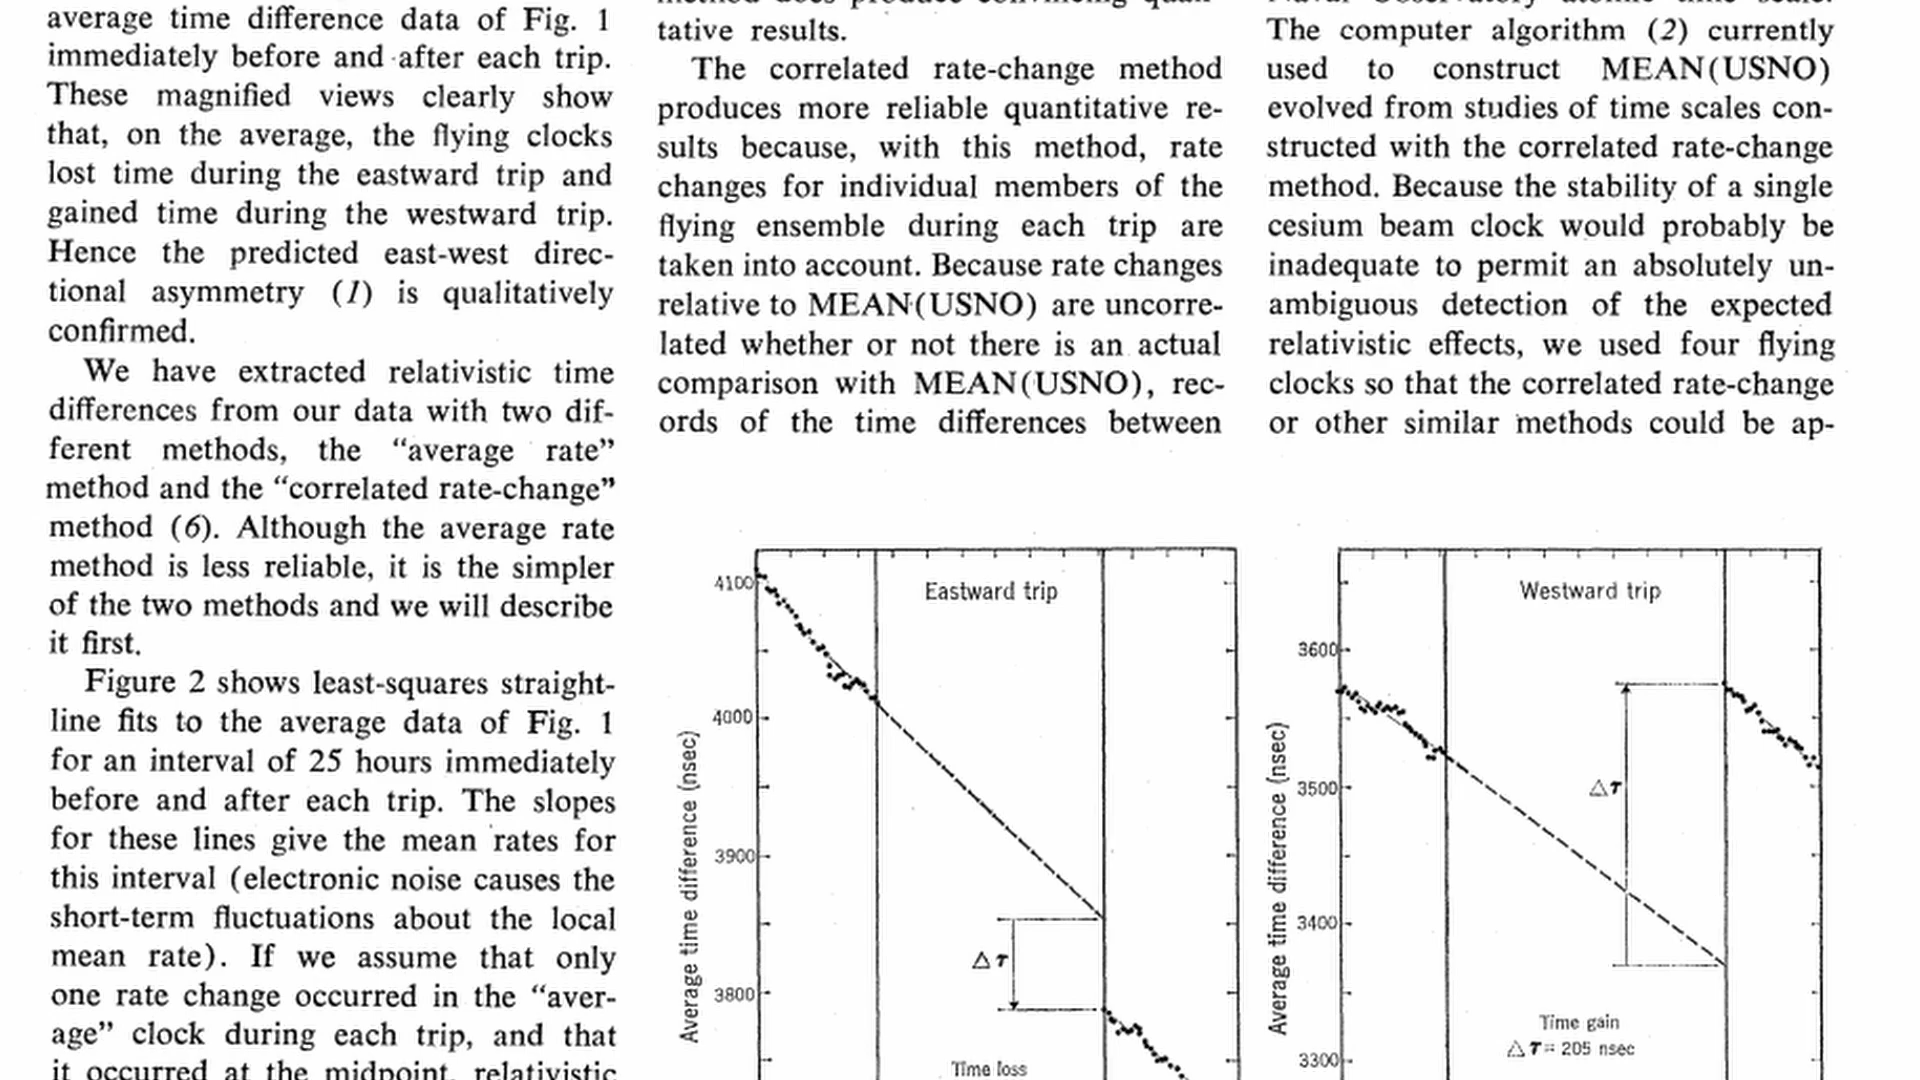 average time difference data of Fig. 1
immediately before and after each trip.
These magnified views clearly show
that, on the average, the flying clocks
lost time during the eastward trip and
gained time during the westward trip.
Hence the predicted east-west direc-
tional asymmetry (1) is qualitatively
confirmed.
We have extracted relativistic time
differences from our data with two dif-
ferent methods, the “average rate”
method and the “correlated rate-change”
method (6). Although the average rate
method is less reliable, it is the simpler
of the two methods and we will describe
it first.
Figure 2 shows least-squares straight-
line fits to the average data of Fig. 1
for an interval of 25 hours immediately
before and after each trip. The slopes
for these lines give the mean rates for
this interval (electronic noise causes the
short-term fluctuations about the local
mean rate). If we assume that only
one rate change occurred in the “aver-
age” clock during each trip, and that
it occurred at the midpoint, relativistic
method does produce convincing quan-
tative results.
The correlated rate-change method
produces more reliable quantitative re-
sults because, with this method, rate
changes for individual members of the
flying ensemble during each trip are
taken into account. Because rate changes
relative to MEAN(USNO) are uncorre-
lated whether or not there is an actual
comparison with MEAN(USNO), rec-
ords of the time differences between
Naval Observatory atomic time scale.
The computer algorithm (2) currently
used to construct MEAN(USNO)
evolved from studies of time scales con-
structed with the correlated rate-change
method. Because the stability of a single
cesium beam clock would probably be
inadequate to permit an absolutely un-
ambiguous detection of the expected
relativistic effects, we used four flying
clocks so that the correlated rate-change
or other similar methods could be ap-
Eastward trip
4100
4000
3900
3800
Average time difference (nsec)
Δτ
Time loss
Westward trip
3600
3500
3400
3300
Average time difference (nsec)
Δτ
Time gain
Δτ = 205 nsec